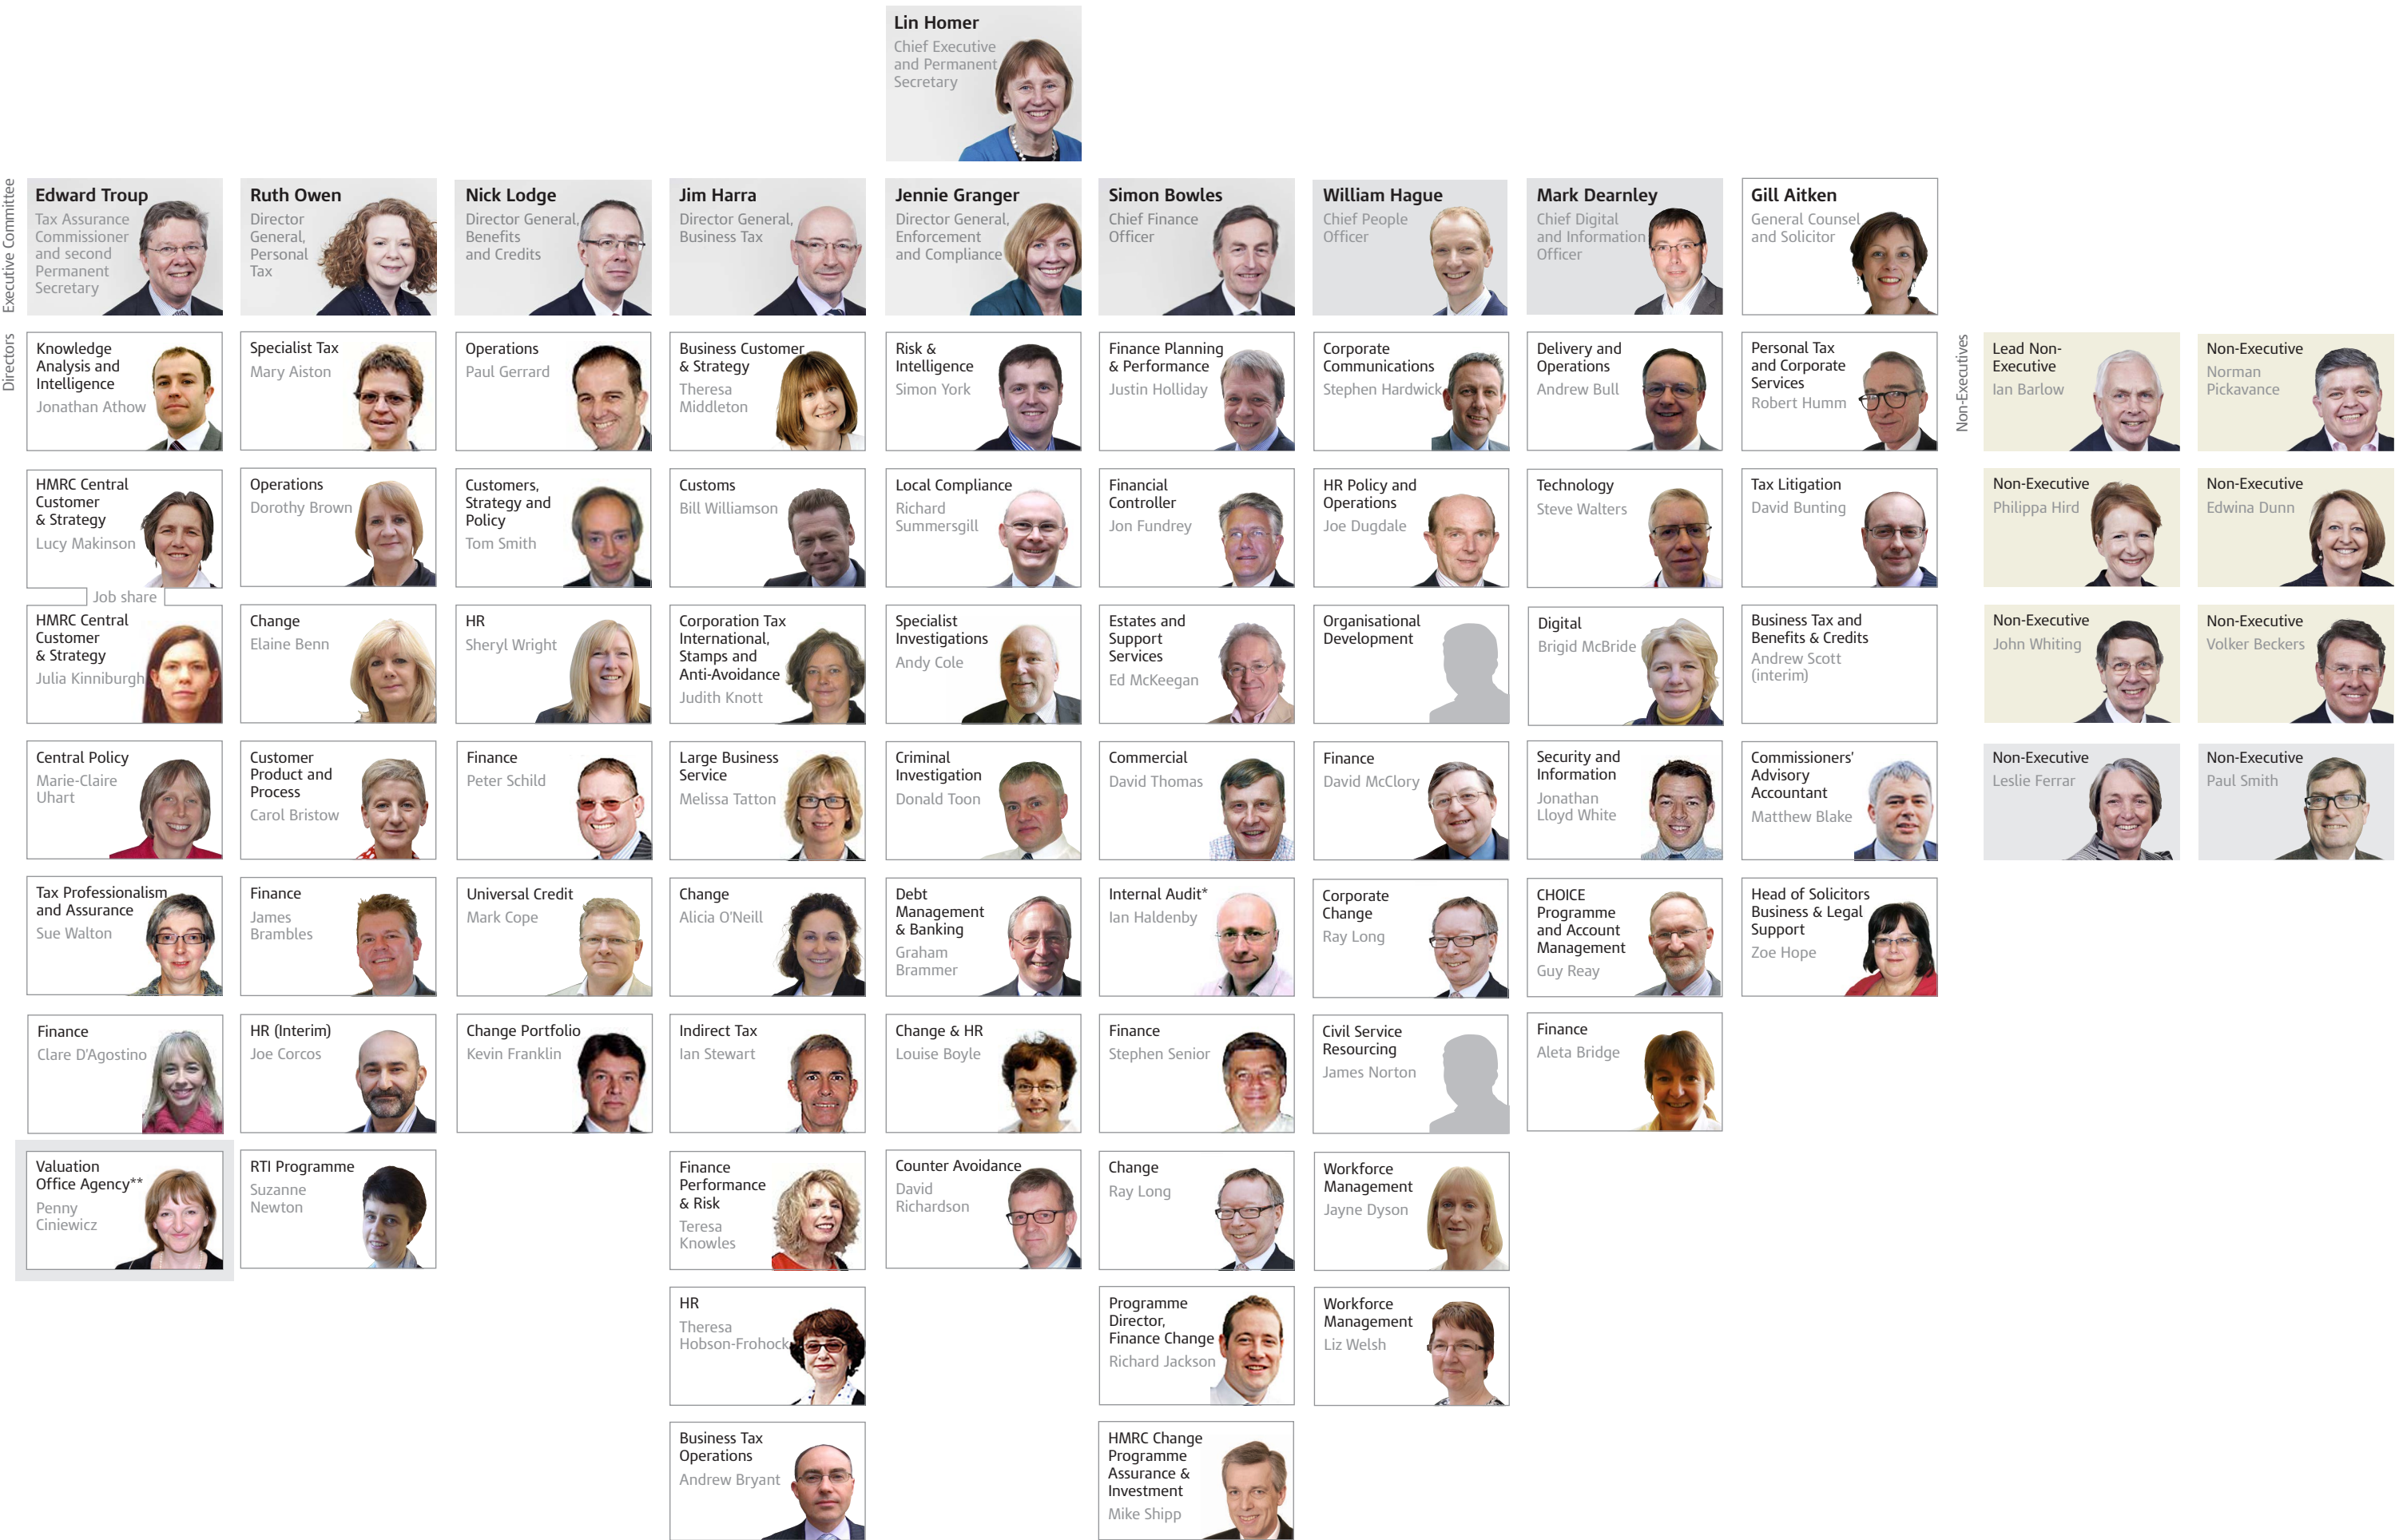 Lin Homer
Chief Executive
and Permanent
Secretary
Executive Committee
Edward Troup
Tax Assurance
Commissioner
and second
Permanent
Secretary
Ruth Owen
Director
General,
Personal
Tax
Nick Lodge
Director General,
Benefits
and Credits
Jim Harra
Director General,
Business Tax
Jennie Granger
Director General,
Enforcement
and Compliance
Simon Bowles
Chief Finance
Officer
William Hague
Chief People
Officer
Mark Dearnley
Chief Digital
and Information
Officer
Gill Aitken
General Counsel
and Solicitor
Directors
Knowledge
Analysis and
Intelligence
Jonathan Athow
Specialist Tax
Mary Aiston
Operations
Paul Gerrard
Business Customer
& Strategy
Theresa
Middleton
Risk &
Intelligence
Simon York
Finance Planning
& Performance
Justin Holliday
Corporate
Communications
Stephen Hardwick
Delivery and
Operations
Andrew Bull
Personal Tax
and Corporate
Services
Robert Humm
Non-Executives
Lead Non-
Executive
Ian Barlow
Non-Executive
Norman
Pickavance
HMRC Central
Customer
& Strategy
Lucy Makinson
Operations
Dorothy Brown
Customers,
Strategy and
Policy
Tom Smith
Customs
Bill Williamson
Local Compliance
Richard
Summersgill
Financial
Controller
Jon Fundrey
HR Policy and
Operations
Joe Dugdale
Technology
Steve Walters
Tax Litigation
David Bunting
Non-Executive
Philippa Hird
Non-Executive
Edwina Dunn
Job share
HMRC Central
Customer
& Strategy
Julia Kinniburgh
Change
Elaine Benn
HR
Sheryl Wright
Corporation Tax
International,
Stamps and
Anti-Avoidance
Judith Knott
Specialist
Investigations
Andy Cole
Estates and
Support
Services
Ed McKeegan
Organisational
Development
Digital
Brigid McBride
Business Tax and
Benefits & Credits
Andrew Scott
(interim)
Non-Executive
John Whiting
Non-Executive
Volker Beckers
Central Policy
Marie-Claire
Uhart
Customer
Product and
Process
Carol Bristow
Finance
Peter Schild
Large Business
Service
Melissa Tatton
Criminal
Investigation
Donald Toon
Commercial
David Thomas
Finance
David McClory
Security and
Information
Jonathan
Lloyd White
Commissioners’
Advisory
Accountant
Matthew Blake
Non-Executive
Leslie Ferrar
Non-Executive
Paul Smith
Tax Professionalism
and Assurance
Sue Walton
Finance
James
Brambles
Universal Credit
Mark Cope
Change
Alicia O’Neill
Debt
Management
& Banking
Graham
Brammer
Internal Audit*
Ian Haldenby
Corporate
Change
Ray Long
CHOICE
Programme
and Account
Management
Guy Reay
Head of Solicitors
Business & Legal
Support
Zoe Hope
Finance
Clare D’Agostino
HR (Interim)
Joe Corcos
Change Portfolio
Kevin Franklin
Indirect Tax
Ian Stewart
Change & HR
Louise Boyle
Finance
Stephen Senior
Civil Service
Resourcing
James Norton
Finance
Aleta Bridge
Valuation
Office Agency**
Penny
Ciniewicz
RTI Programme
Suzanne
Newton
Finance
Performance
& Risk
Teresa
Knowles
Counter Avoidance
David
Richardson
Change
Ray Long
Workforce
Management
Jayne Dyson
HR
Theresa
Hobson-Frohock
Programme
Director,
Finance Change
Richard Jackson
Workforce
Management
Liz Welsh
Business Tax
Operations
Andrew Bryant
HMRC Change
Programme
Assurance &
Investment
Mike Shipp